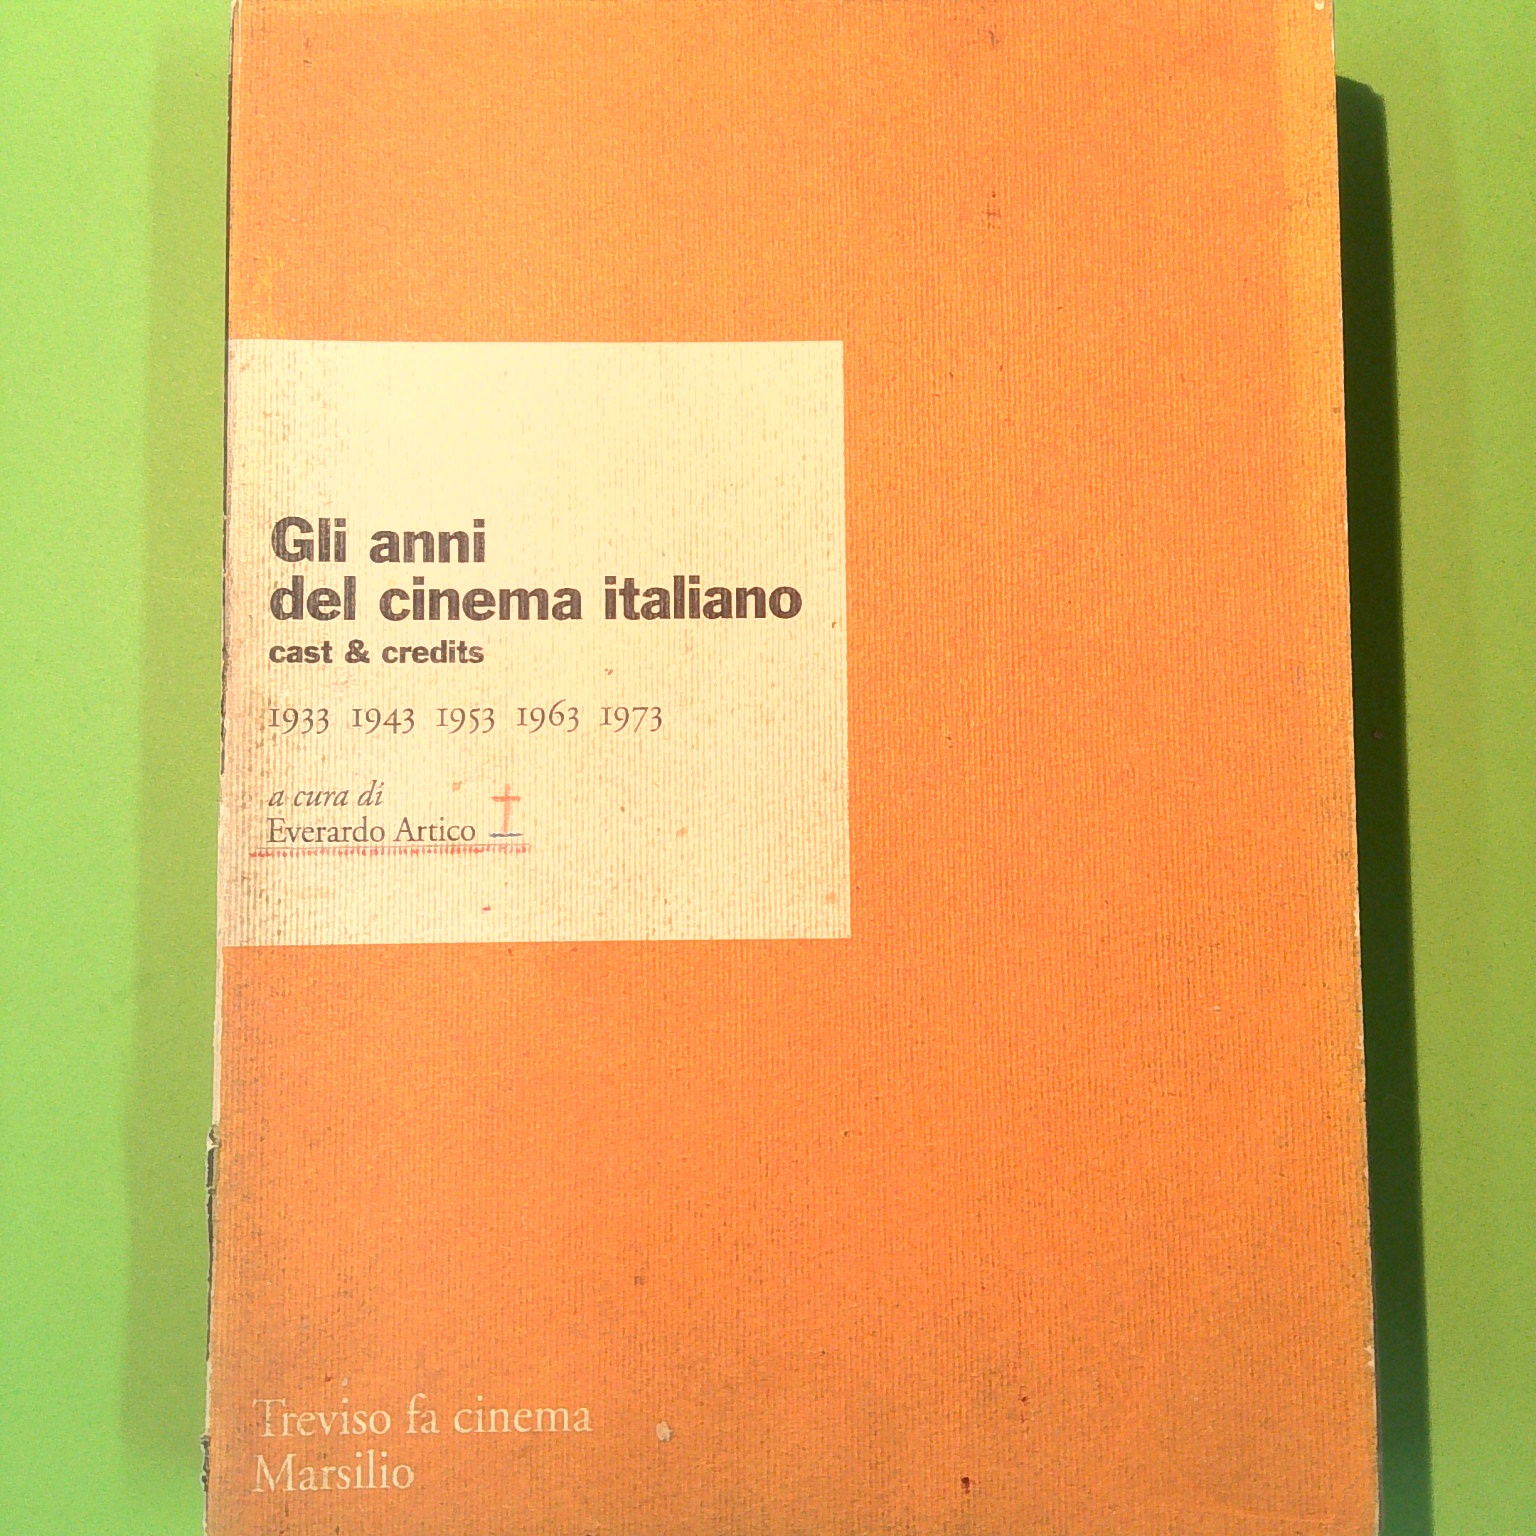 Gli anni
del cinema italiano
cast & credits
1933 1943 1953 1963 1973
a cura di
Everardo Artico
Treviso fa cinema
Marsilio